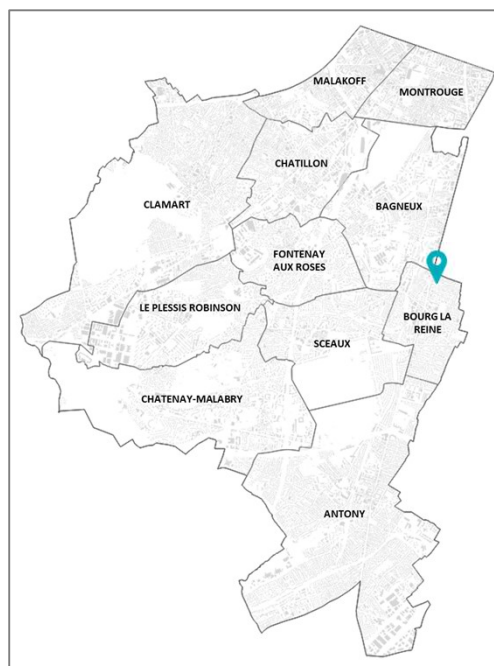 MALAKOFF
MONTROUGE
CHATILLON
CLAMART
BAGNEUX
FONTENAY
AUX ROSES
LE PLESSIS ROBINSON
BOURG LA
REINE
SCEAUX
CHATENAY-MALABRY
ANTONY